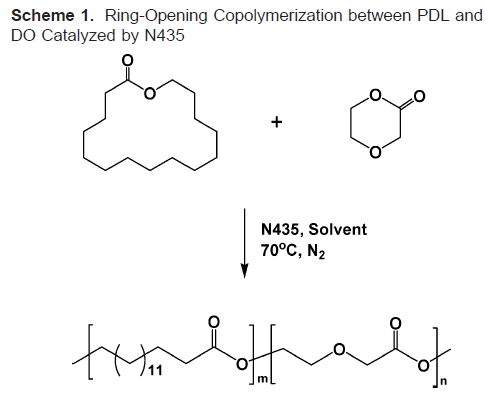 Scheme 1. Ring-Opening Copolymerization between PDL and
DO Catalyzed by N435
O
O
+
O
O
O
N435, Solvent
70°C, N₂
O
O
11
m
O
O
O
n